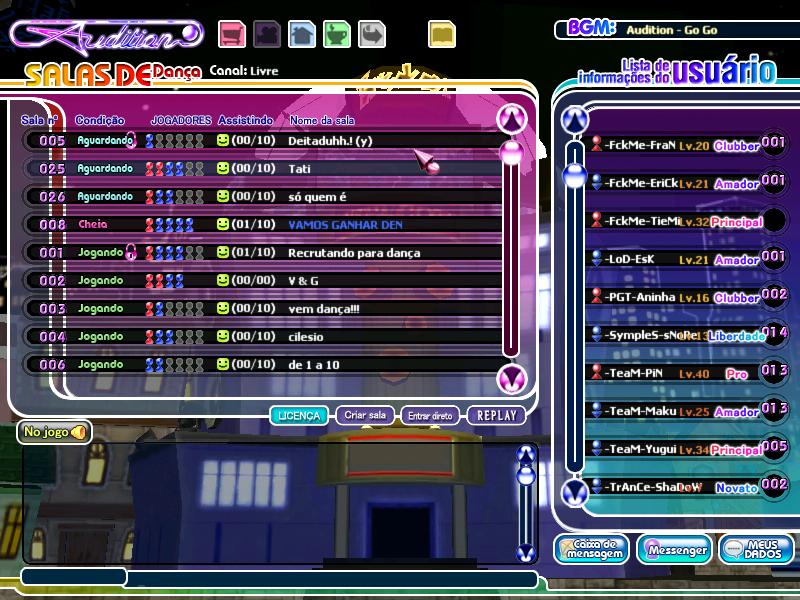 Audition
BGM: Audition - Go Go
SALAS DE Dança Canal: Livre
Lista de informações do usuário
Sala nº Condição JOGADORES Assistindo Nome da sala
005 Aguardando (00/10) Deitaduhh.! (y)
025 Aguardando (00/10) Tati
026 Aguardando (00/10) só quem é
008 Cheia (01/10) VAMOS GANHAR DEN
001 Jogando (01/10) Recrutando para dança
002 Jogando (00/00) V & G
003 Jogando (00/10) vem dança!!!
004 Jogando (00/10) cilesio
006 Jogando (00/10) de 1 a 10
LICENÇA Criar sala Entrar direto REPLAY
No jogo
-FckMe-FraN Lv.20 Clubber 001
-FckMe-EriCk Lv.21 Amador 001
-FckMe-TieMi Lv.32 Principal
-LoD-EsK Lv.21 Amador 001
-PGT-Aninha Lv.16 Clubber 002
-SympleS-sNoRe Liberdade 014
-TeaM-PiN Lv.40 Pro 013
-TeaM-Maku Lv.25 Amador 013
-TeaM-Yugui Lv.34 Principal 005
-TrAnCe-ShaDoW Novato 002
Caixa de mensagem
Messenger
MEUS DADOS